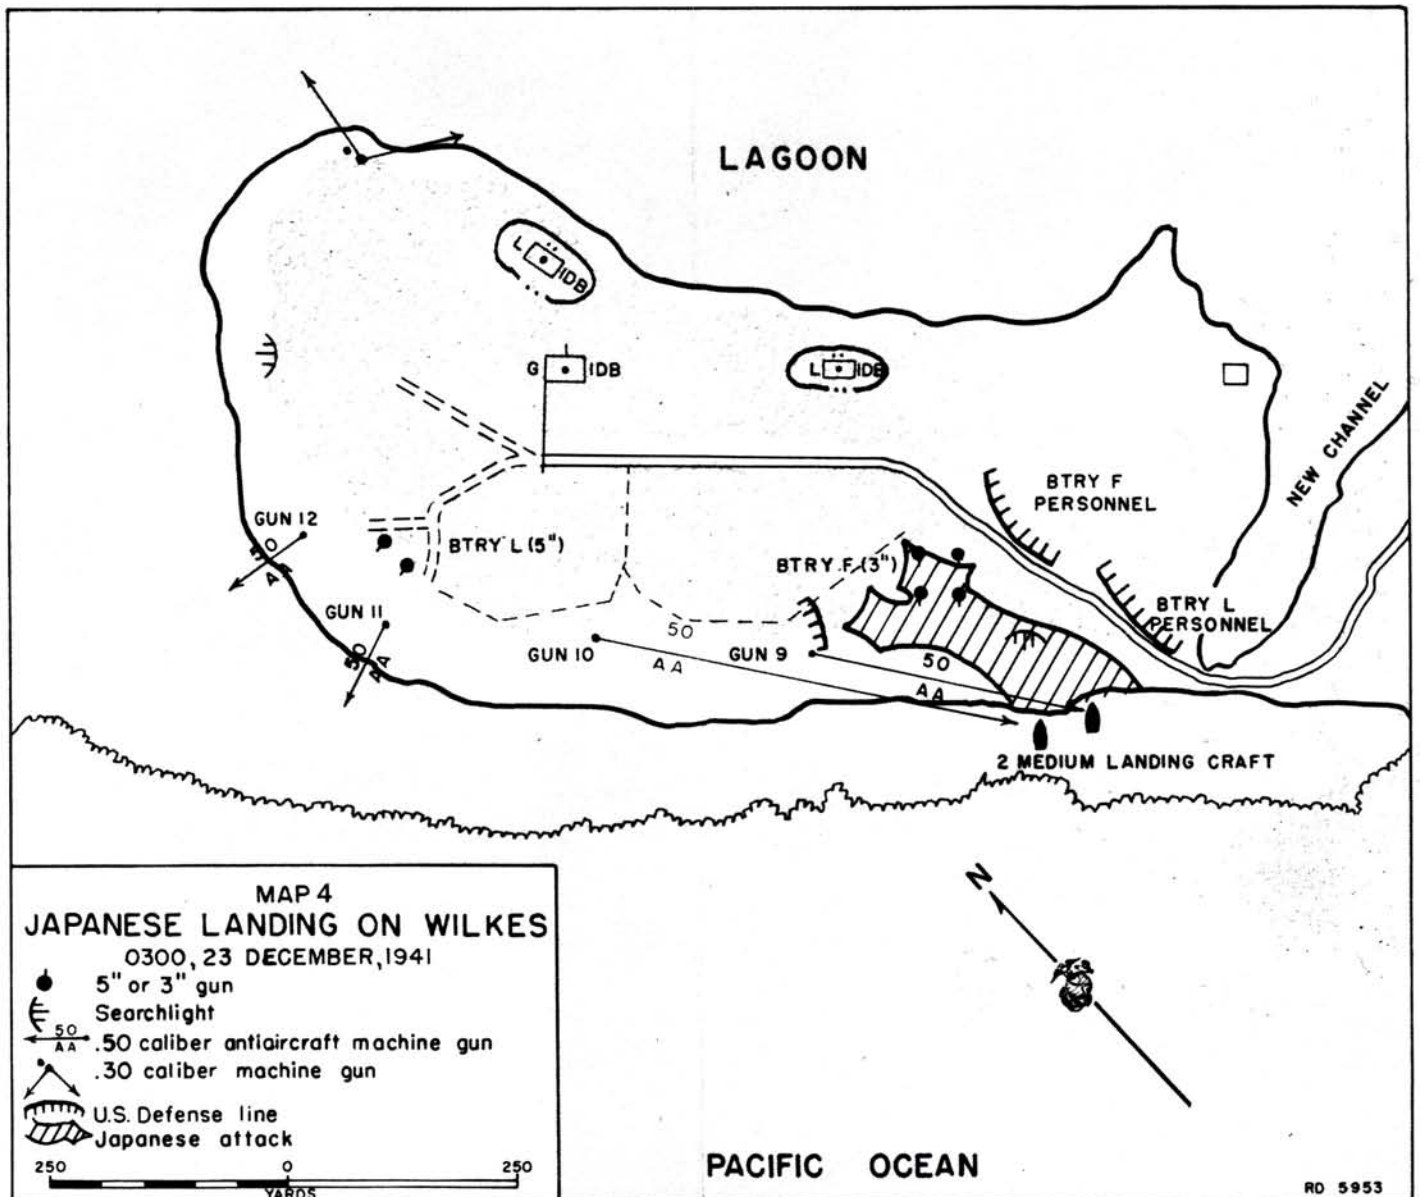 LAGOON
L
IDB
G
IDB
L
IDB
NEW CHANNEL
BTRY F
PERSONNEL
GUN 12
50
AA
BTRY L (5")
BTRY F (3")
BTRY L
PERSONNEL
GUN 11
50
AA
GUN 10
50
AA
GUN 9
50
AA
2 MEDIUM LANDING CRAFT
N
MAP 4
JAPANESE LANDING ON WILKES
0300, 23 DECEMBER, 1941
5" or 3" gun
Searchlight
50
AA
.50 caliber antiaircraft machine gun
.30 caliber machine gun
U.S. Defense line
Japanese attack
250 0 250
YARDS
PACIFIC OCEAN
RD 5953